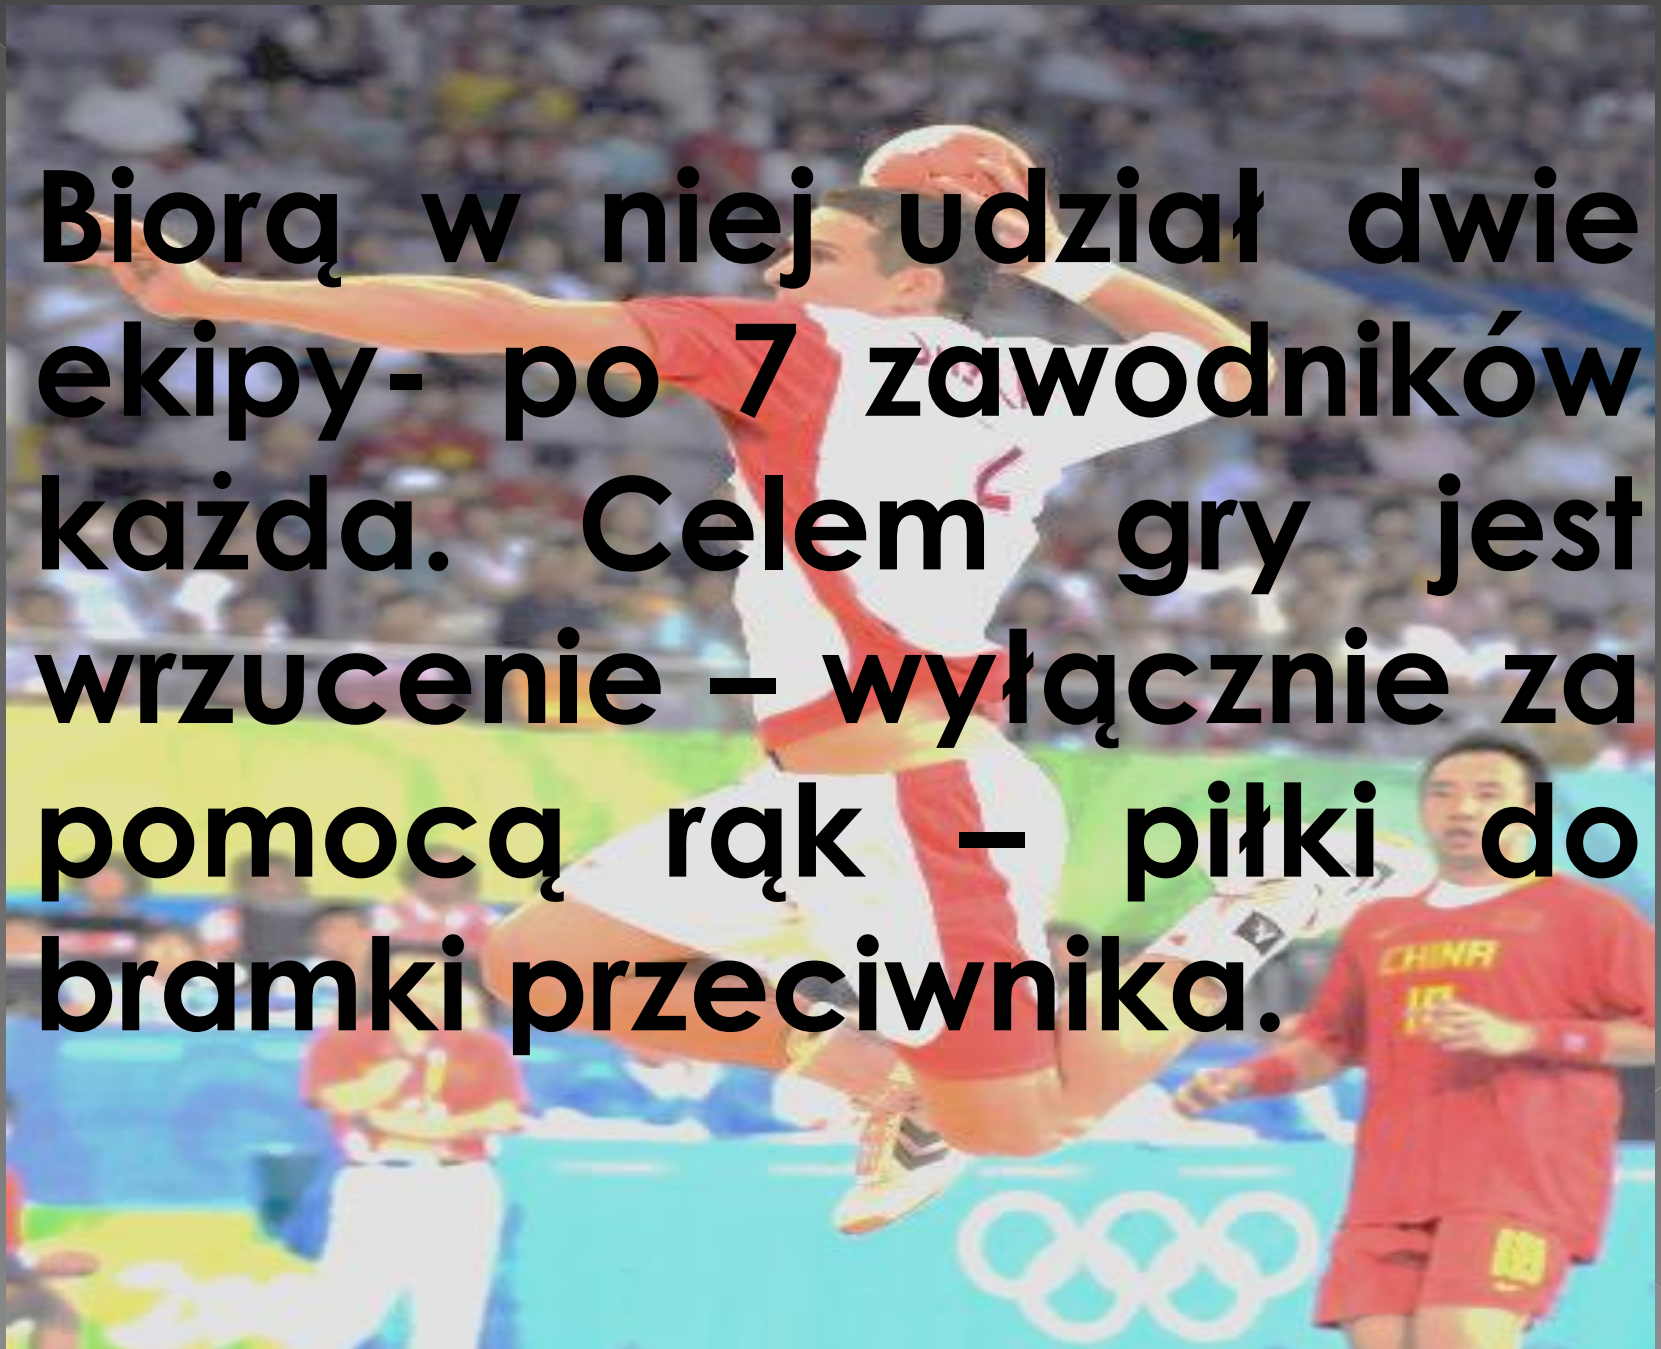 Biorą w niej udział dwie
ekipy- po 7 zawodników
każda. Celem gry jest
wrzucenie – wyłącznie za
pomocą rąk – piłki do
bramki przeciwnika.
CHINA